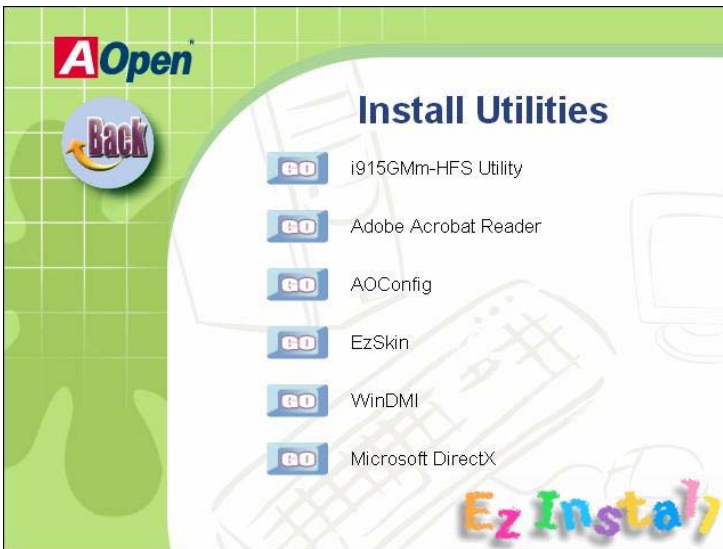 AOpen
Back
Install Utilities
GO i915GMm-HFS Utility
GO Adobe Acrobat Reader
GO AOConfig
GO EzSkin
GO WinDMI
GO Microsoft DirectX
Ez Install